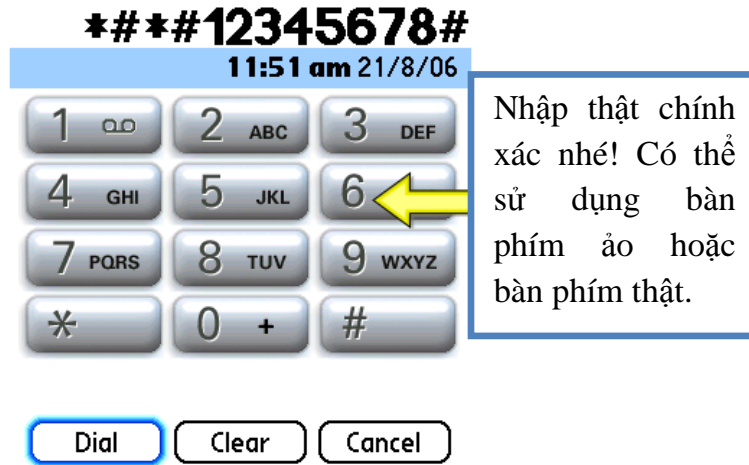 *#*#12345678#
11:51 am 21/8/06
1 2 ABC 3 DEF
4 GHI 5 JKL 6
7 PQRS 8 TUV 9 WXYZ
* 0 + #
Dial Clear Cancel
Nhập thật chính
xác nhé! Có thể
sử dụng bàn
phím ảo hoặc
bàn phím thật.